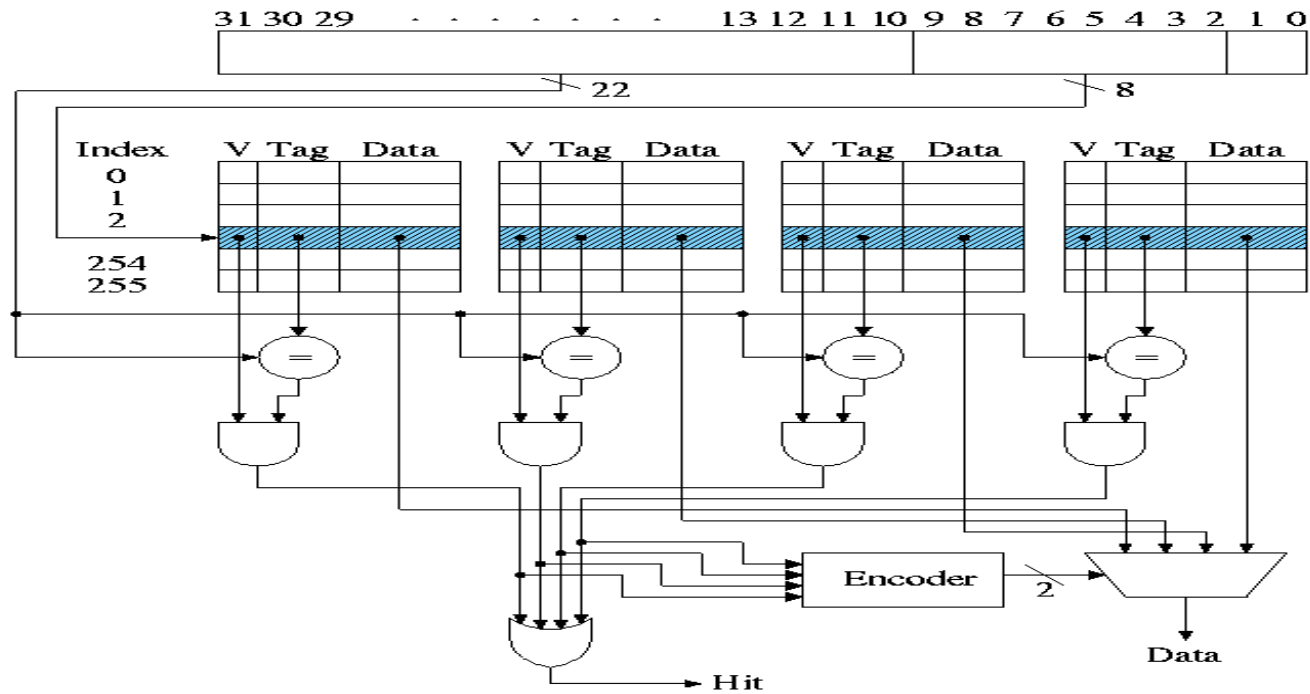 31 30 29 . . . . . . . 13 12 11 10 9 8 7 6 5 4 3 2 1 0
22 8
Index V Tag Data V Tag Data V Tag Data V Tag Data
0
1
2
254
255
= = = =
Encoder 2
Data
Hit